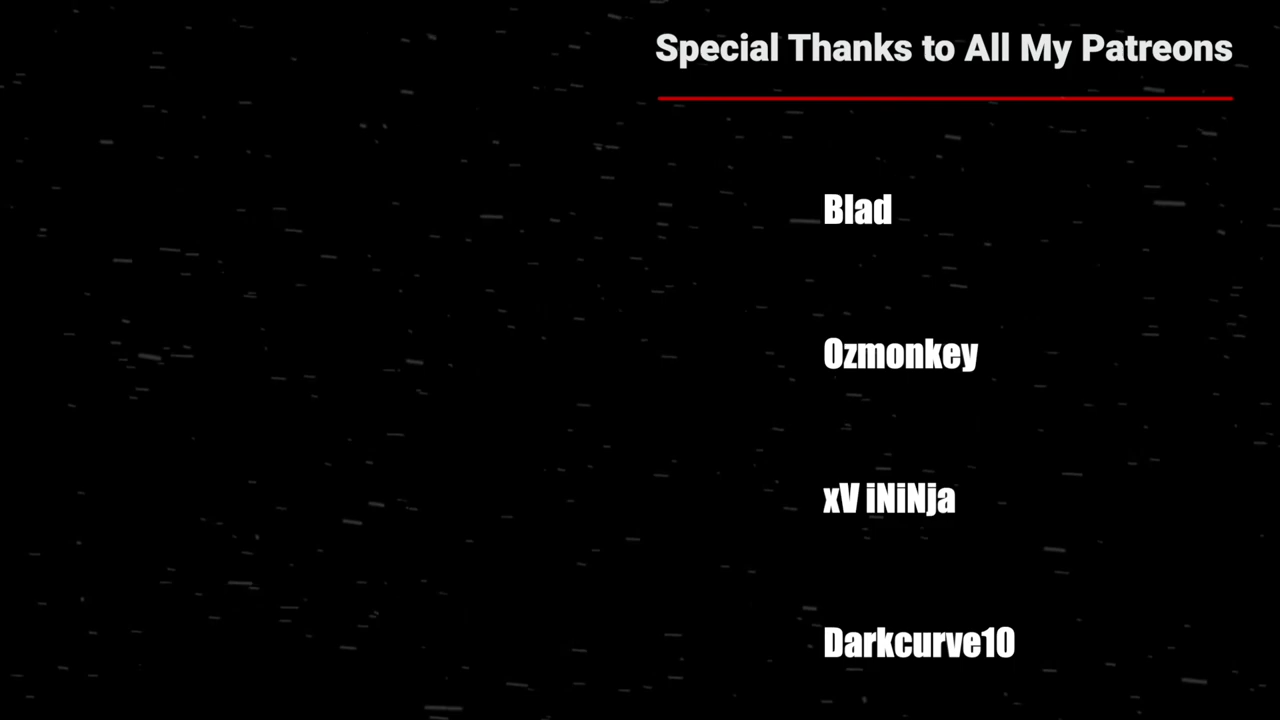 Special Thanks to All My Patreons
Blad
Ozmonkey
xV iNiNja
Darkcurve10